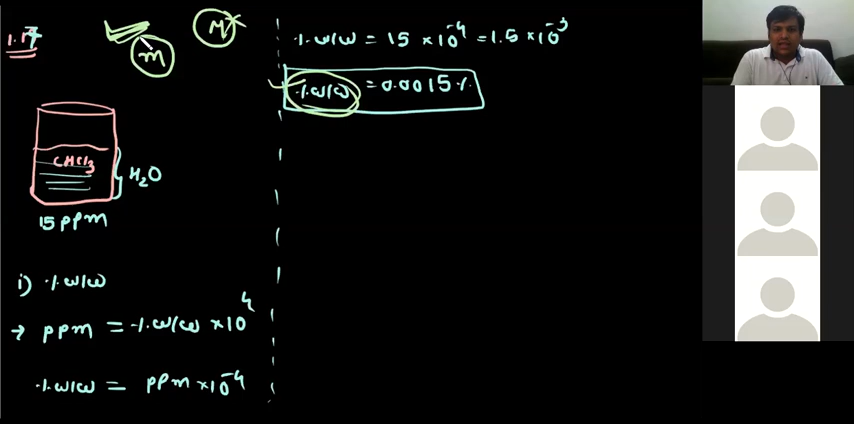 1.17
m
M
CHCl3
H2O
15 ppm
i) % w/w
→ ppm = % w/w × 10^4
% w/w = ppm × 10^-4
% w/w = 15 × 10^-4 = 1.5 × 10^-3
% w/w = 0.0015 %